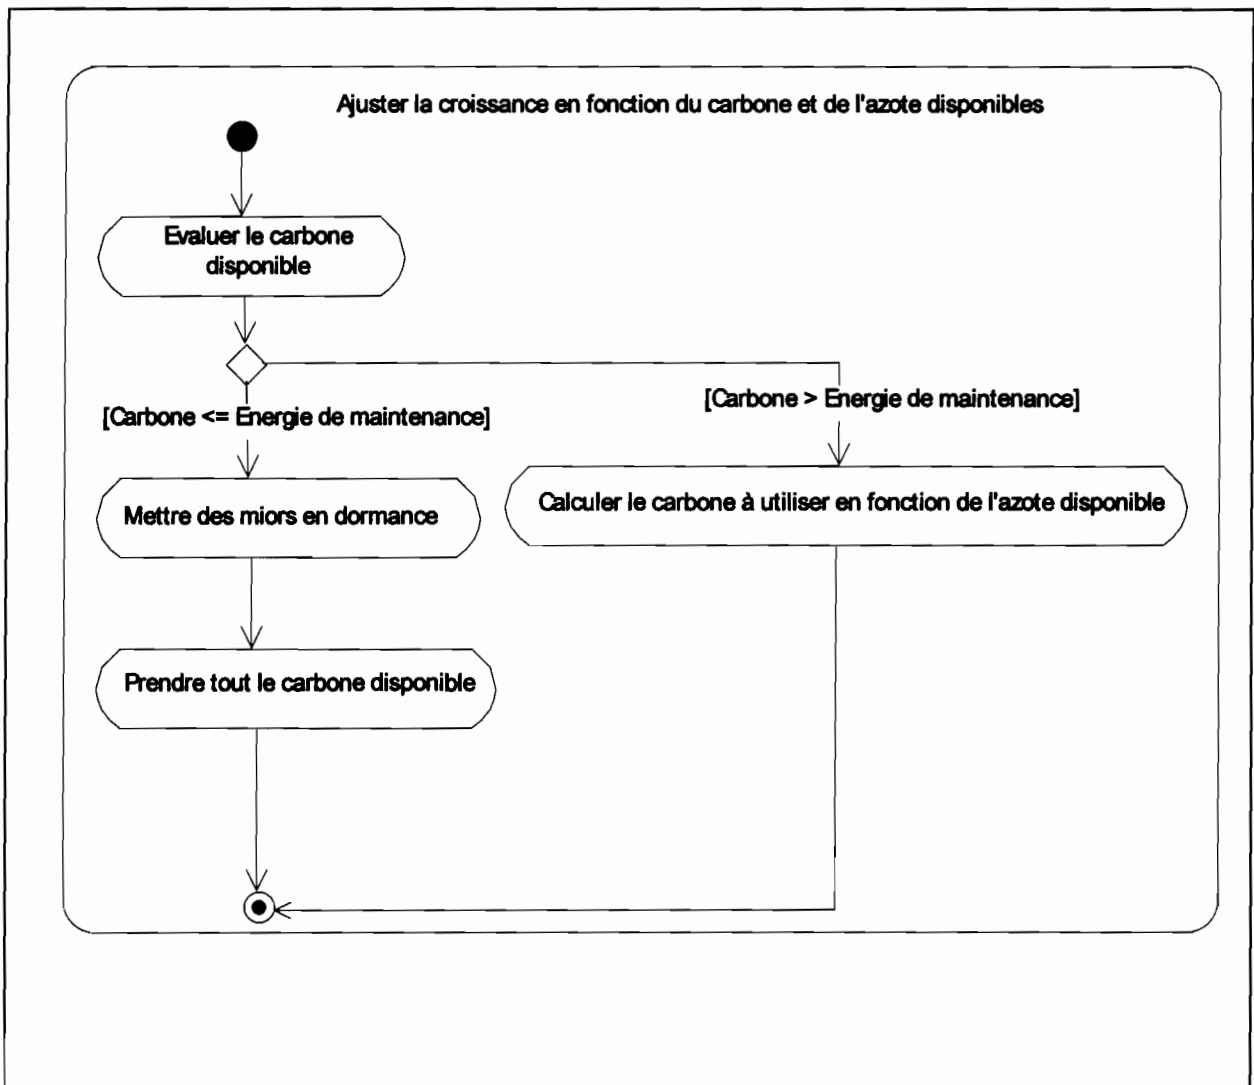 Ajuster la croissance en fonction du carbone et de l'azote disponibles
Evaluer le carbone
disponible
[Carbone <= Energie de maintenance]
[Carbone > Energie de maintenance]
Mettre des miors en dormance
Calculer le carbone à utiliser en fonction de l'azote disponible
Prendre tout le carbone disponible